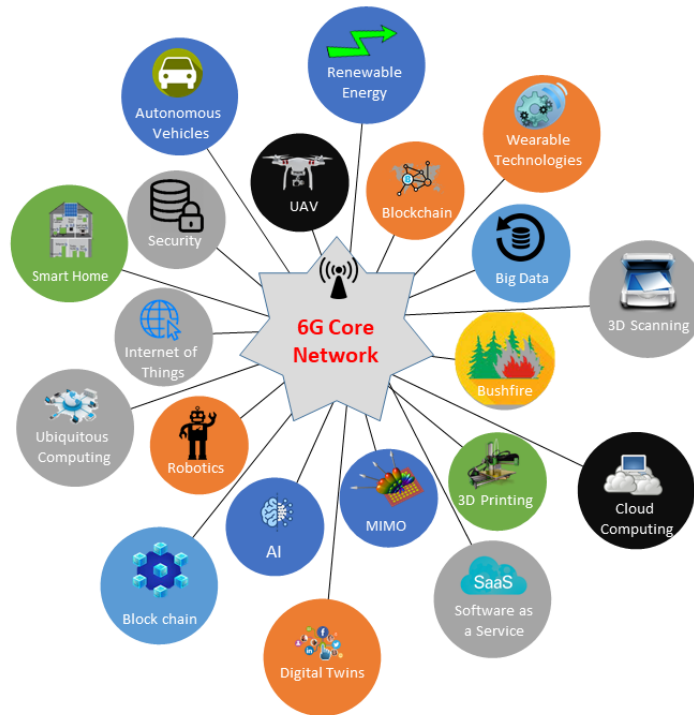 Renewable
Energy
Autonomous
Vehicles
Wearable
Technologies
UAV
Blockchain
Security
Big Data
Smart Home
3D Scanning
6G Core
Network
Internet of
Things
Bushfire
Ubiquitous
Computing
Robotics
3D Printing
Cloud
Computing
MIMO
AI
SaaS
Software as
a Service
Block chain
Digital Twins